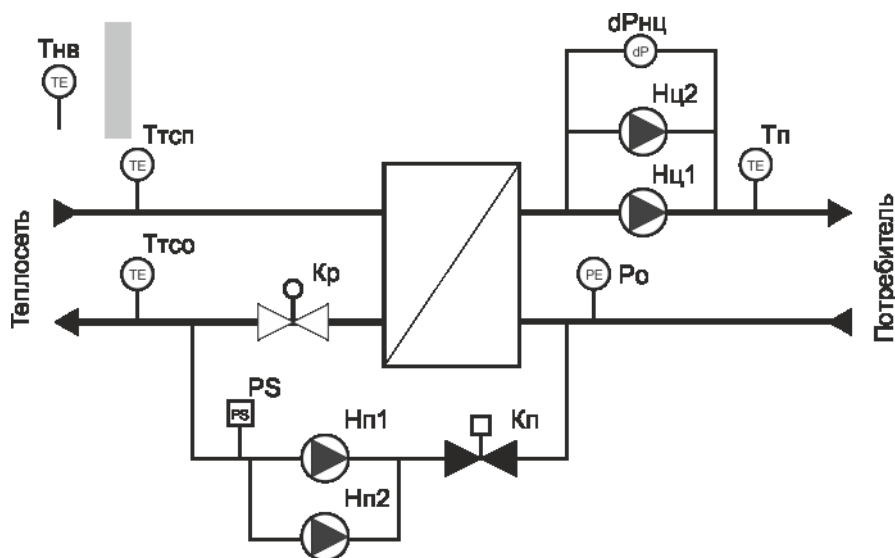 dPнц
dP
Тнв
TE
Нц2
Ттсп
TE
Тп
TE
Нц1
Теплосеть
Потребитель
Ттсо
TE
Кр
PE
Ро
PS
PS
Нп1
Кп
Нп2